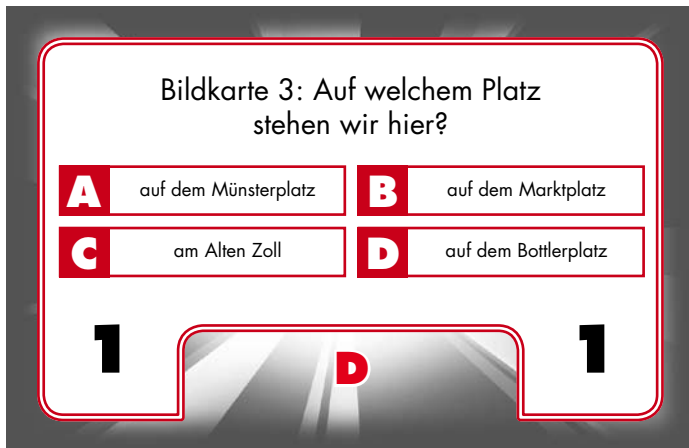 Bildkarte 3: Auf welchem Platz
stehen wir hier?
A auf dem Münsterplatz
B auf dem Marktplatz
C am Alten Zoll
D auf dem Bottlerplatz
1
D
1